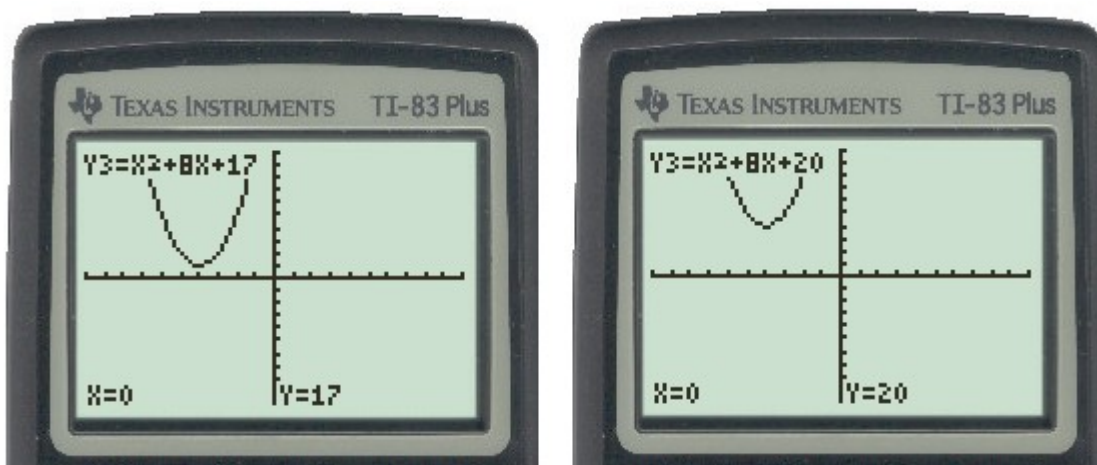 TEXAS INSTRUMENTS TI-83 Plus
Y3=X2+8X+17
X=0 Y=17
TEXAS INSTRUMENTS TI-83 Plus
Y3=X2+8X+20
X=0 Y=20